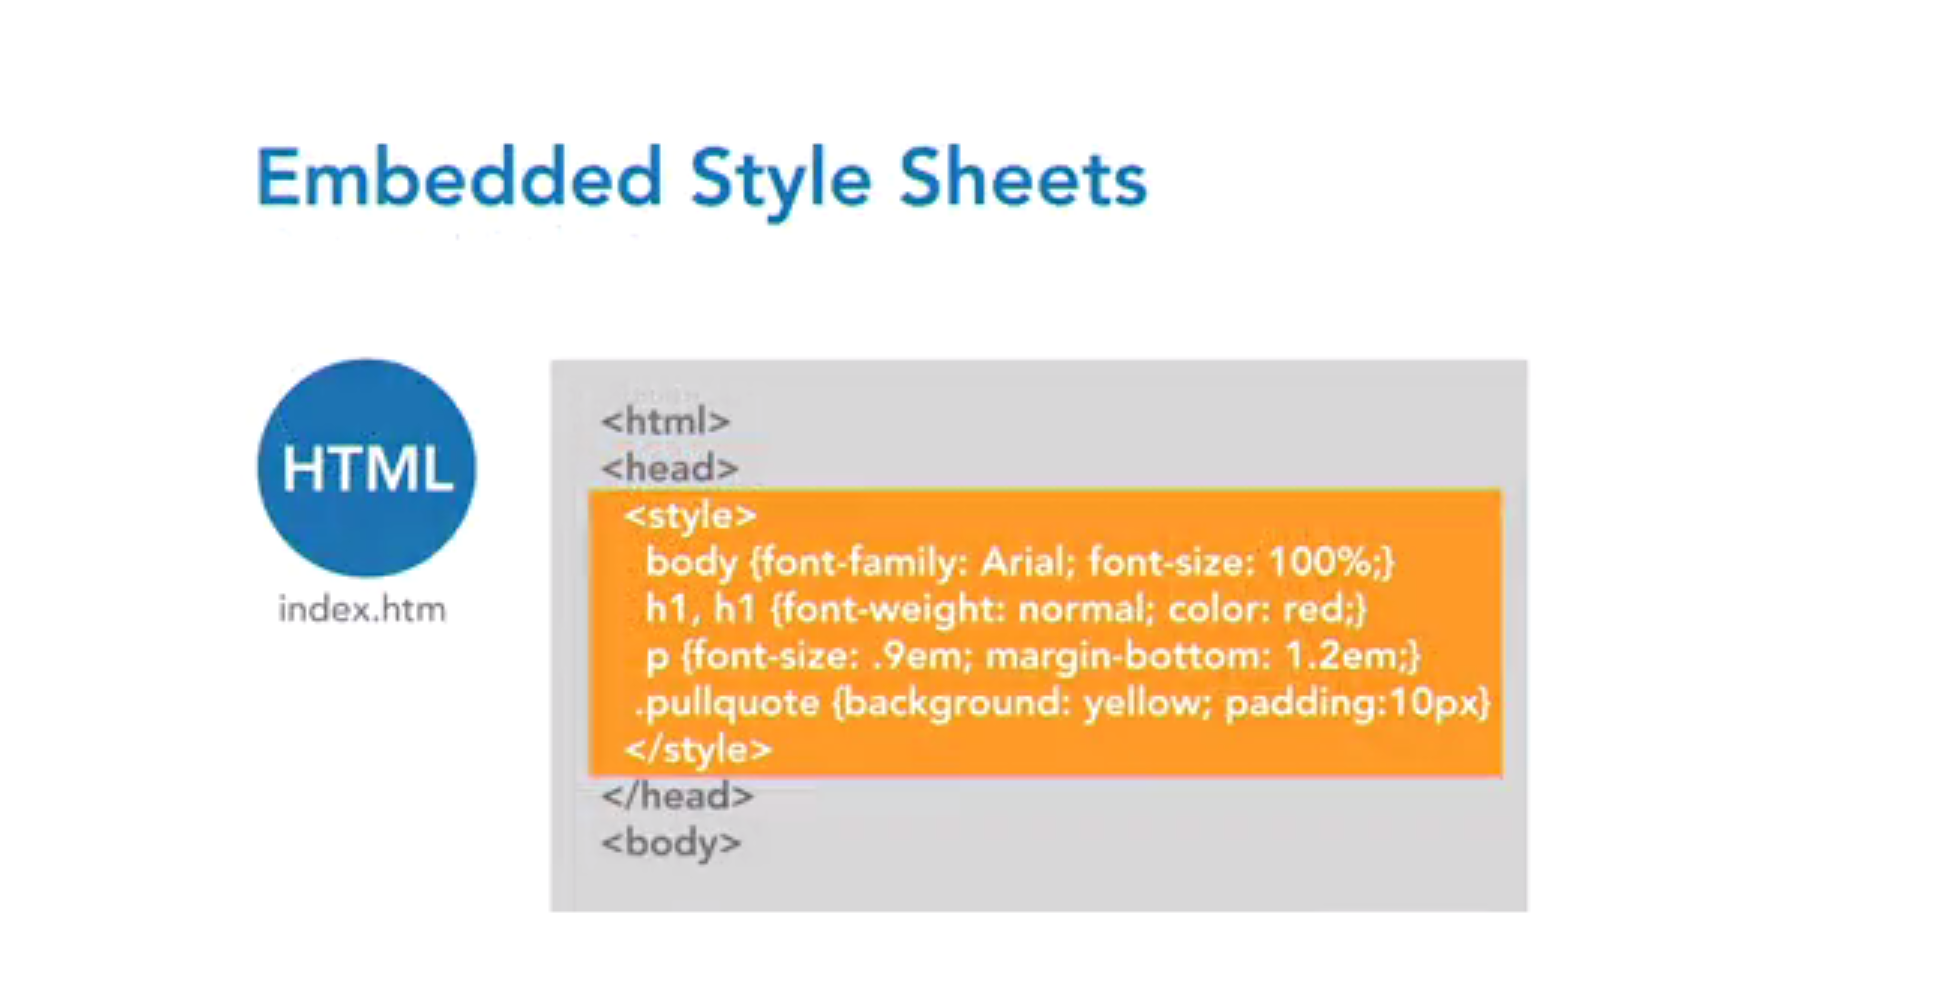 Embedded Style Sheets
HTML
index.htm
<html>
<head>
<style>
body {font-family: Arial; font-size: 100%;}
h1, h1 {font-weight: normal; color: red;}
p {font-size: .9em; margin-bottom: 1.2em;}
.pullquote {background: yellow; padding:10px}
</style>
</head>
<body>